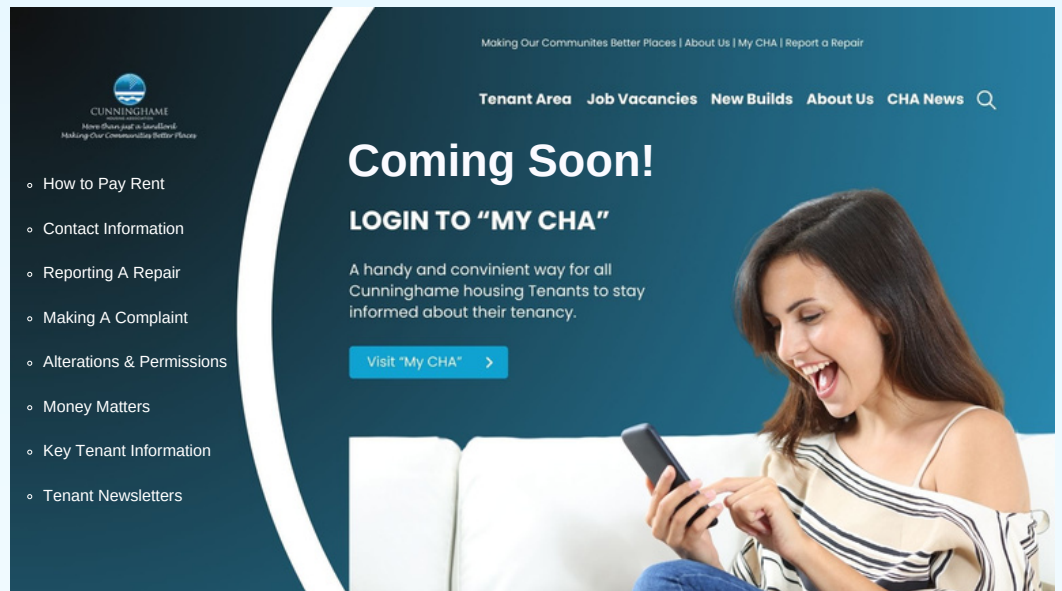 Making Our Communites Better Places | About Us | My CHA | Report a Repair
Tenant Area Job Vacancies New Builds About Us CHA News
CUNNINGHAME
HOUSING ASSOCIATION
More than just a landlord
Making Our Communities Better Places
How to Pay Rent
Contact Information
Reporting A Repair
Making A Complaint
Alterations & Permissions
Money Matters
Key Tenant Information
Tenant Newsletters
Coming Soon!
LOGIN TO “MY CHA”
A handy and convinient way for all
Cunninghame housing Tenants to stay
informed about their tenancy.
Visit “My CHA”